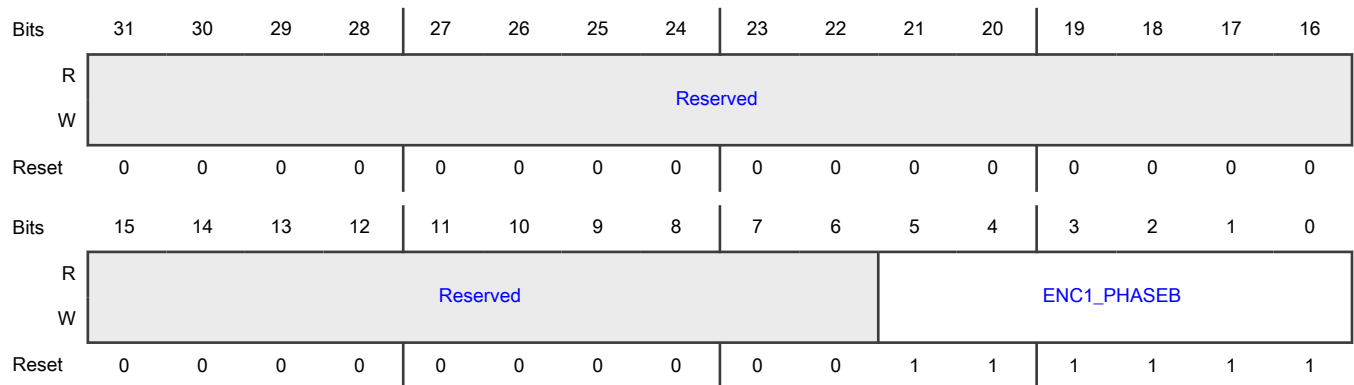 Bits 31 30 29 28 27 26 25 24 23 22 21 20 19 18 17 16
R
Reserved
W
Reset 0 0 0 0 0 0 0 0 0 0 0 0 0 0 0 0
Bits 15 14 13 12 11 10 9 8 7 6 5 4 3 2 1 0
R
Reserved ENC1_PHASEB
W
Reset 0 0 0 0 0 0 0 0 0 0 1 1 1 1 1 1